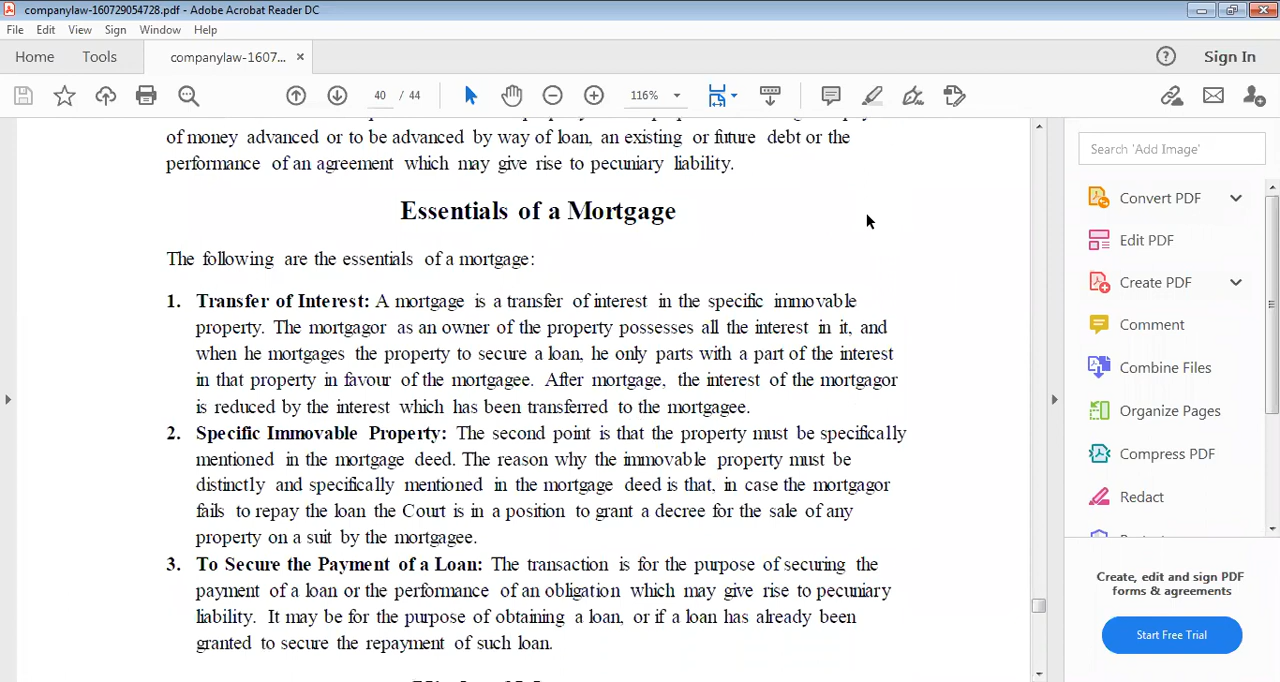 companylaw-160729054728.pdf - Adobe Acrobat Reader DC
File Edit View Sign Window Help
Home Tools companylaw-1607... × Sign In
40 / 44 116%
of money advanced or to be advanced by way of loan, an existing or future debt or the
performance of an agreement which may give rise to pecuniary liability.
Essentials of a Mortgage
The following are the essentials of a mortgage:
1. Transfer of Interest: A mortgage is a transfer of interest in the specific immovable
property. The mortgagor as an owner of the property possesses all the interest in it, and
when he mortgages the property to secure a loan, he only parts with a part of the interest
in that property in favour of the mortgagee. After mortgage, the interest of the mortgagor
is reduced by the interest which has been transferred to the mortgagee.
2. Specific Immovable Property: The second point is that the property must be specifically
mentioned in the mortgage deed. The reason why the immovable property must be
distinctly and specifically mentioned in the mortgage deed is that, in case the mortgagor
fails to repay the loan the Court is in a position to grant a decree for the sale of any
property on a suit by the mortgagee.
3. To Secure the Payment of a Loan: The transaction is for the purpose of securing the
payment of a loan or the performance of an obligation which may give rise to pecuniary
liability. It may be for the purpose of obtaining a loan, or if a loan has already been
granted to secure the repayment of such loan.
Search 'Add Image'
Convert PDF
Edit PDF
Create PDF
Comment
Combine Files
Organize Pages
Compress PDF
Redact
Create, edit and sign PDF
forms & agreements
Start Free Trial